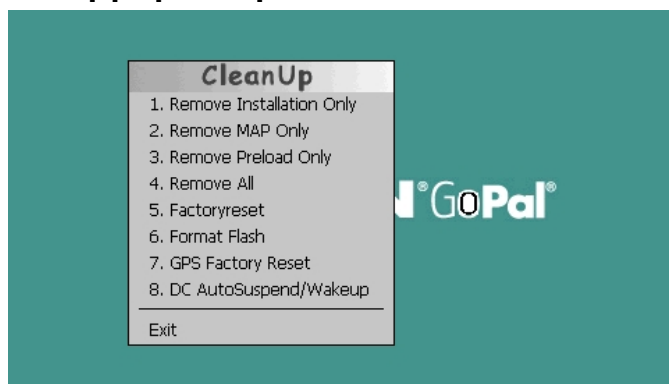 CleanUp
1. Remove Installation Only
2. Remove MAP Only
3. Remove Preload Only
4. Remove All
5. Factoryreset
6. Format Flash
7. GPS Factory Reset
8. DC AutoSuspend/Wakeup
Exit
N®GoPal®